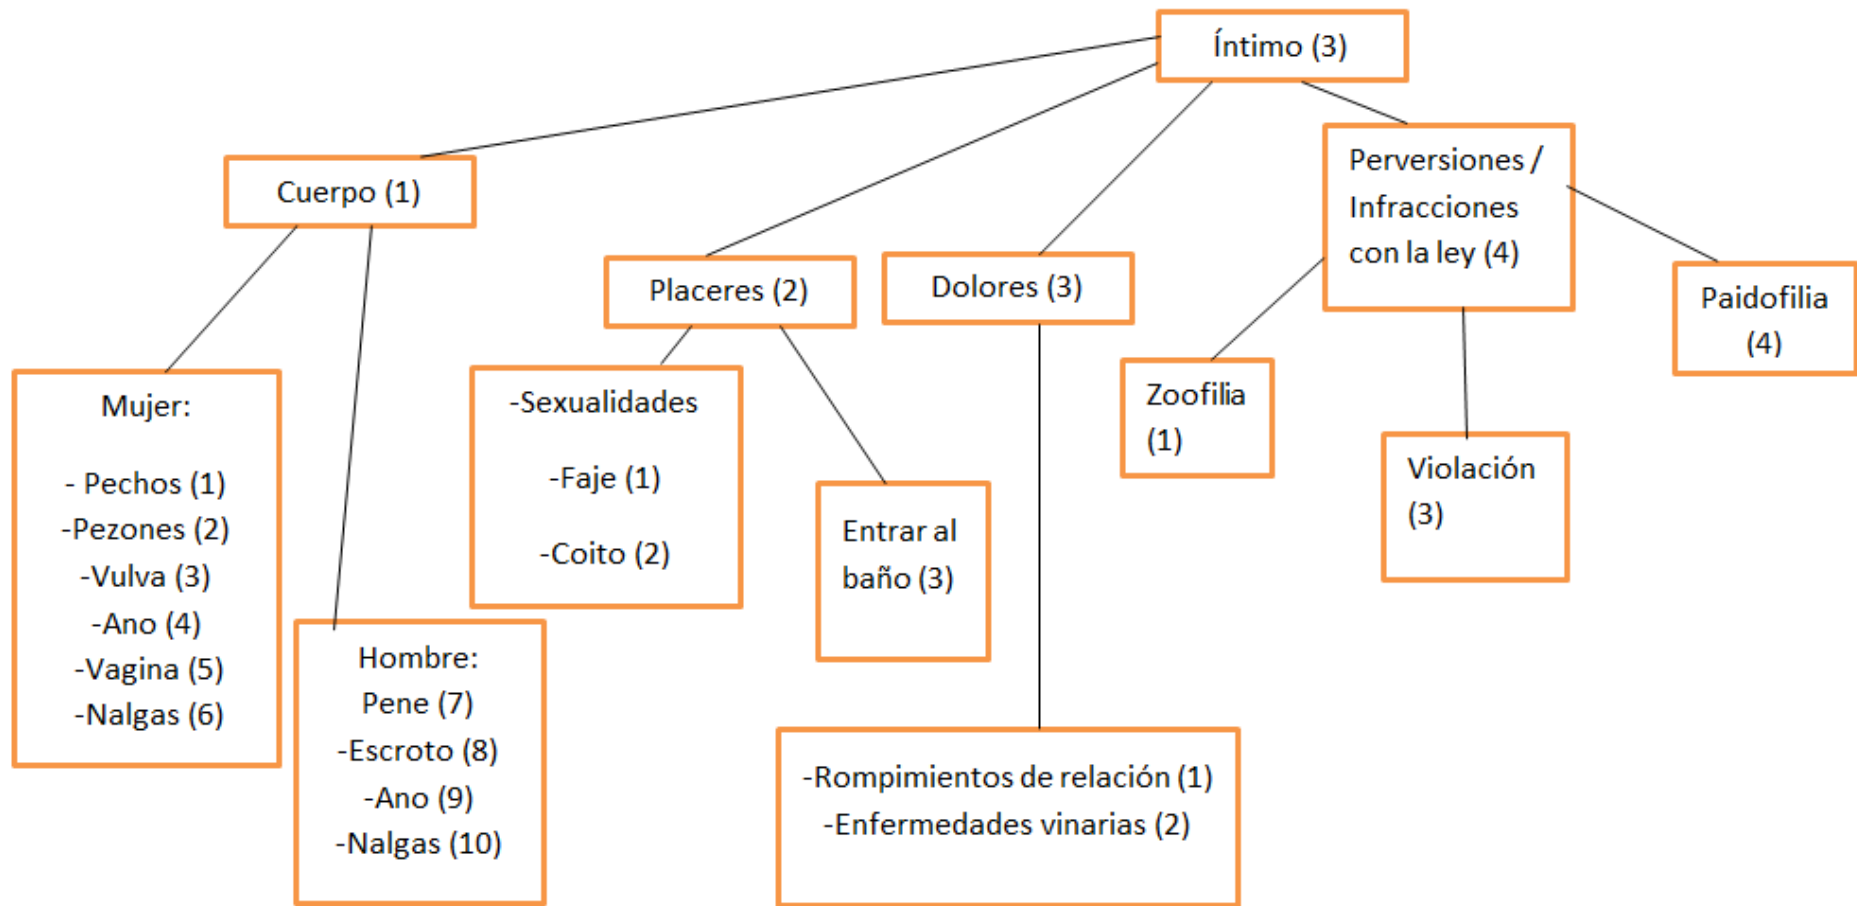 Íntimo (3)
Cuerpo (1)
Mujer:
- Pechos (1)
-Pezones (2)
-Vulva (3)
-Ano (4)
-Vagina (5)
-Nalgas (6)
Hombre:
Pene (7)
-Escroto (8)
-Ano (9)
-Nalgas (10)
Placeres (2)
-Sexualidades
-Faje (1)
-Coito (2)
Entrar al
baño (3)
Dolores (3)
-Rompimientos de relación (1)
-Enfermedades vinarias (2)
Perversiones /
Infracciones
con la ley (4)
Zoofilia
(1)
Violación
(3)
Paidofilia
(4)